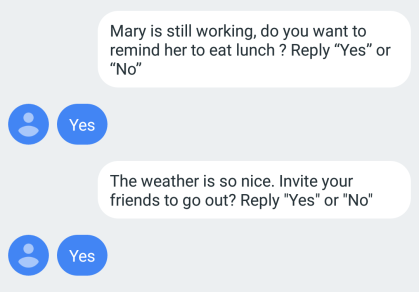 Mary is still working, do you want to
remind her to eat lunch ? Reply “Yes” or
“No”
Yes
The weather is so nice. Invite your
friends to go out? Reply "Yes" or "No"
Yes